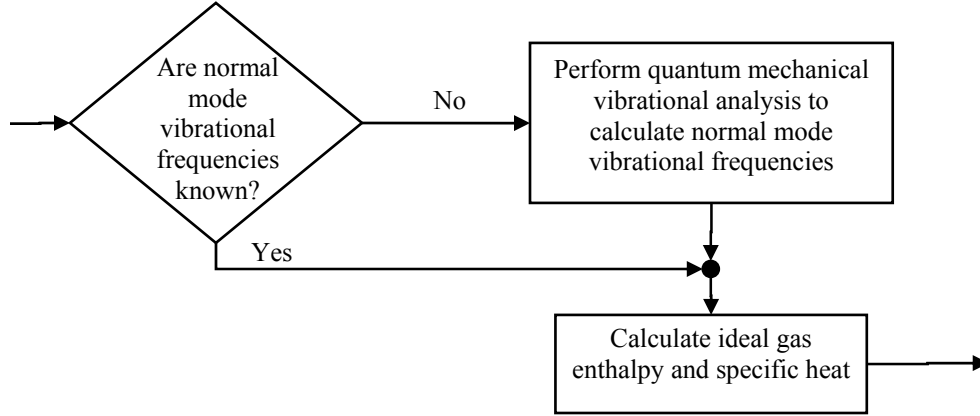 Are normal
mode
vibrational
frequencies
known?
No
Perform quantum mechanical
vibrational analysis to
calculate normal mode
vibrational frequencies
Yes
Calculate ideal gas
enthalpy and specific heat